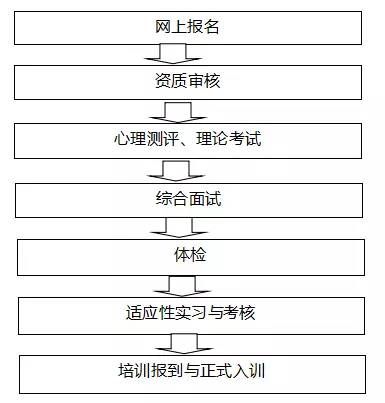 网上报名
资质审核
心理测评、理论考试
综合面试
体检
适应性实习与考核
培训报到与正式入训